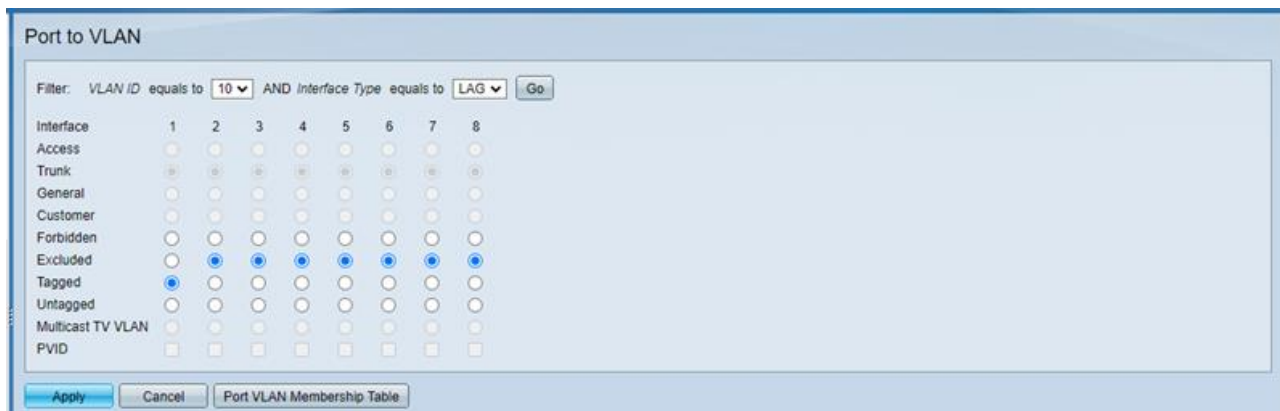 Port to VLAN
Filter: VLAN ID equals to 10 AND Interface Type equals to LAG Go
Interface 1 2 3 4 5 6 7 8
Access
Trunk
General
Customer
Forbidden
Excluded
Tagged
Untagged
Multicast TV VLAN
PVID
Apply Cancel Port VLAN Membership Table